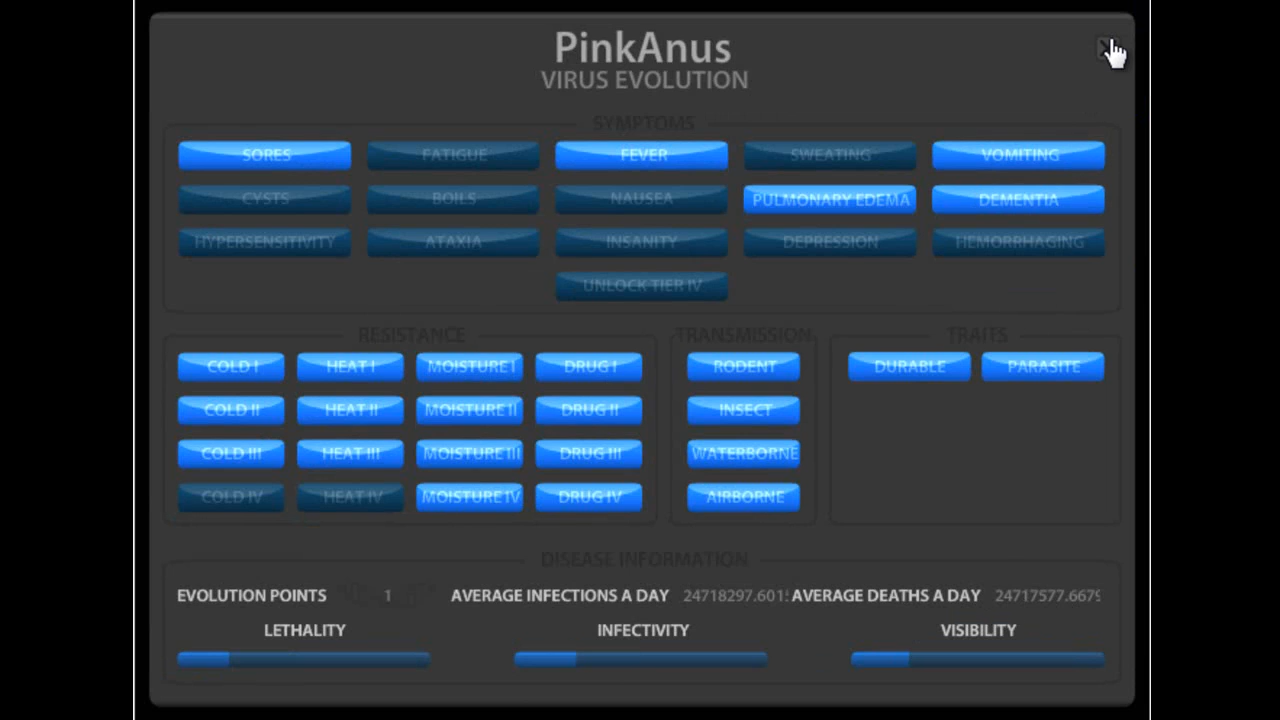 PinkAnus
VIRUS EVOLUTION
SYMPTOMS
SORES FATIGUE FEVER SWEATING VOMITING
CYSTS BOILS NAUSEA PULMONARY EDEMA DEMENTIA
HYPERSENSITIVITY ATAXIA INSANITY DEPRESSION HEMORRHAGING
UNLOCK TIER IV
RESISTANCE TRANSMISSION TRAITS
COLD I HEAT I MOISTURE I DRUG I RODENT DURABLE PARASITE
COLD II HEAT II MOISTURE II DRUG II INSECT
COLD III HEAT III MOISTURE III DRUG III WATERBORNE
COLD IV HEAT IV MOISTURE IV DRUG IV AIRBORNE
DISEASE INFORMATION
EVOLUTION POINTS 1 AVERAGE INFECTIONS A DAY 24718297.601 AVERAGE DEATHS A DAY 24717577.6679
LETHALITY INFECTIVITY VISIBILITY